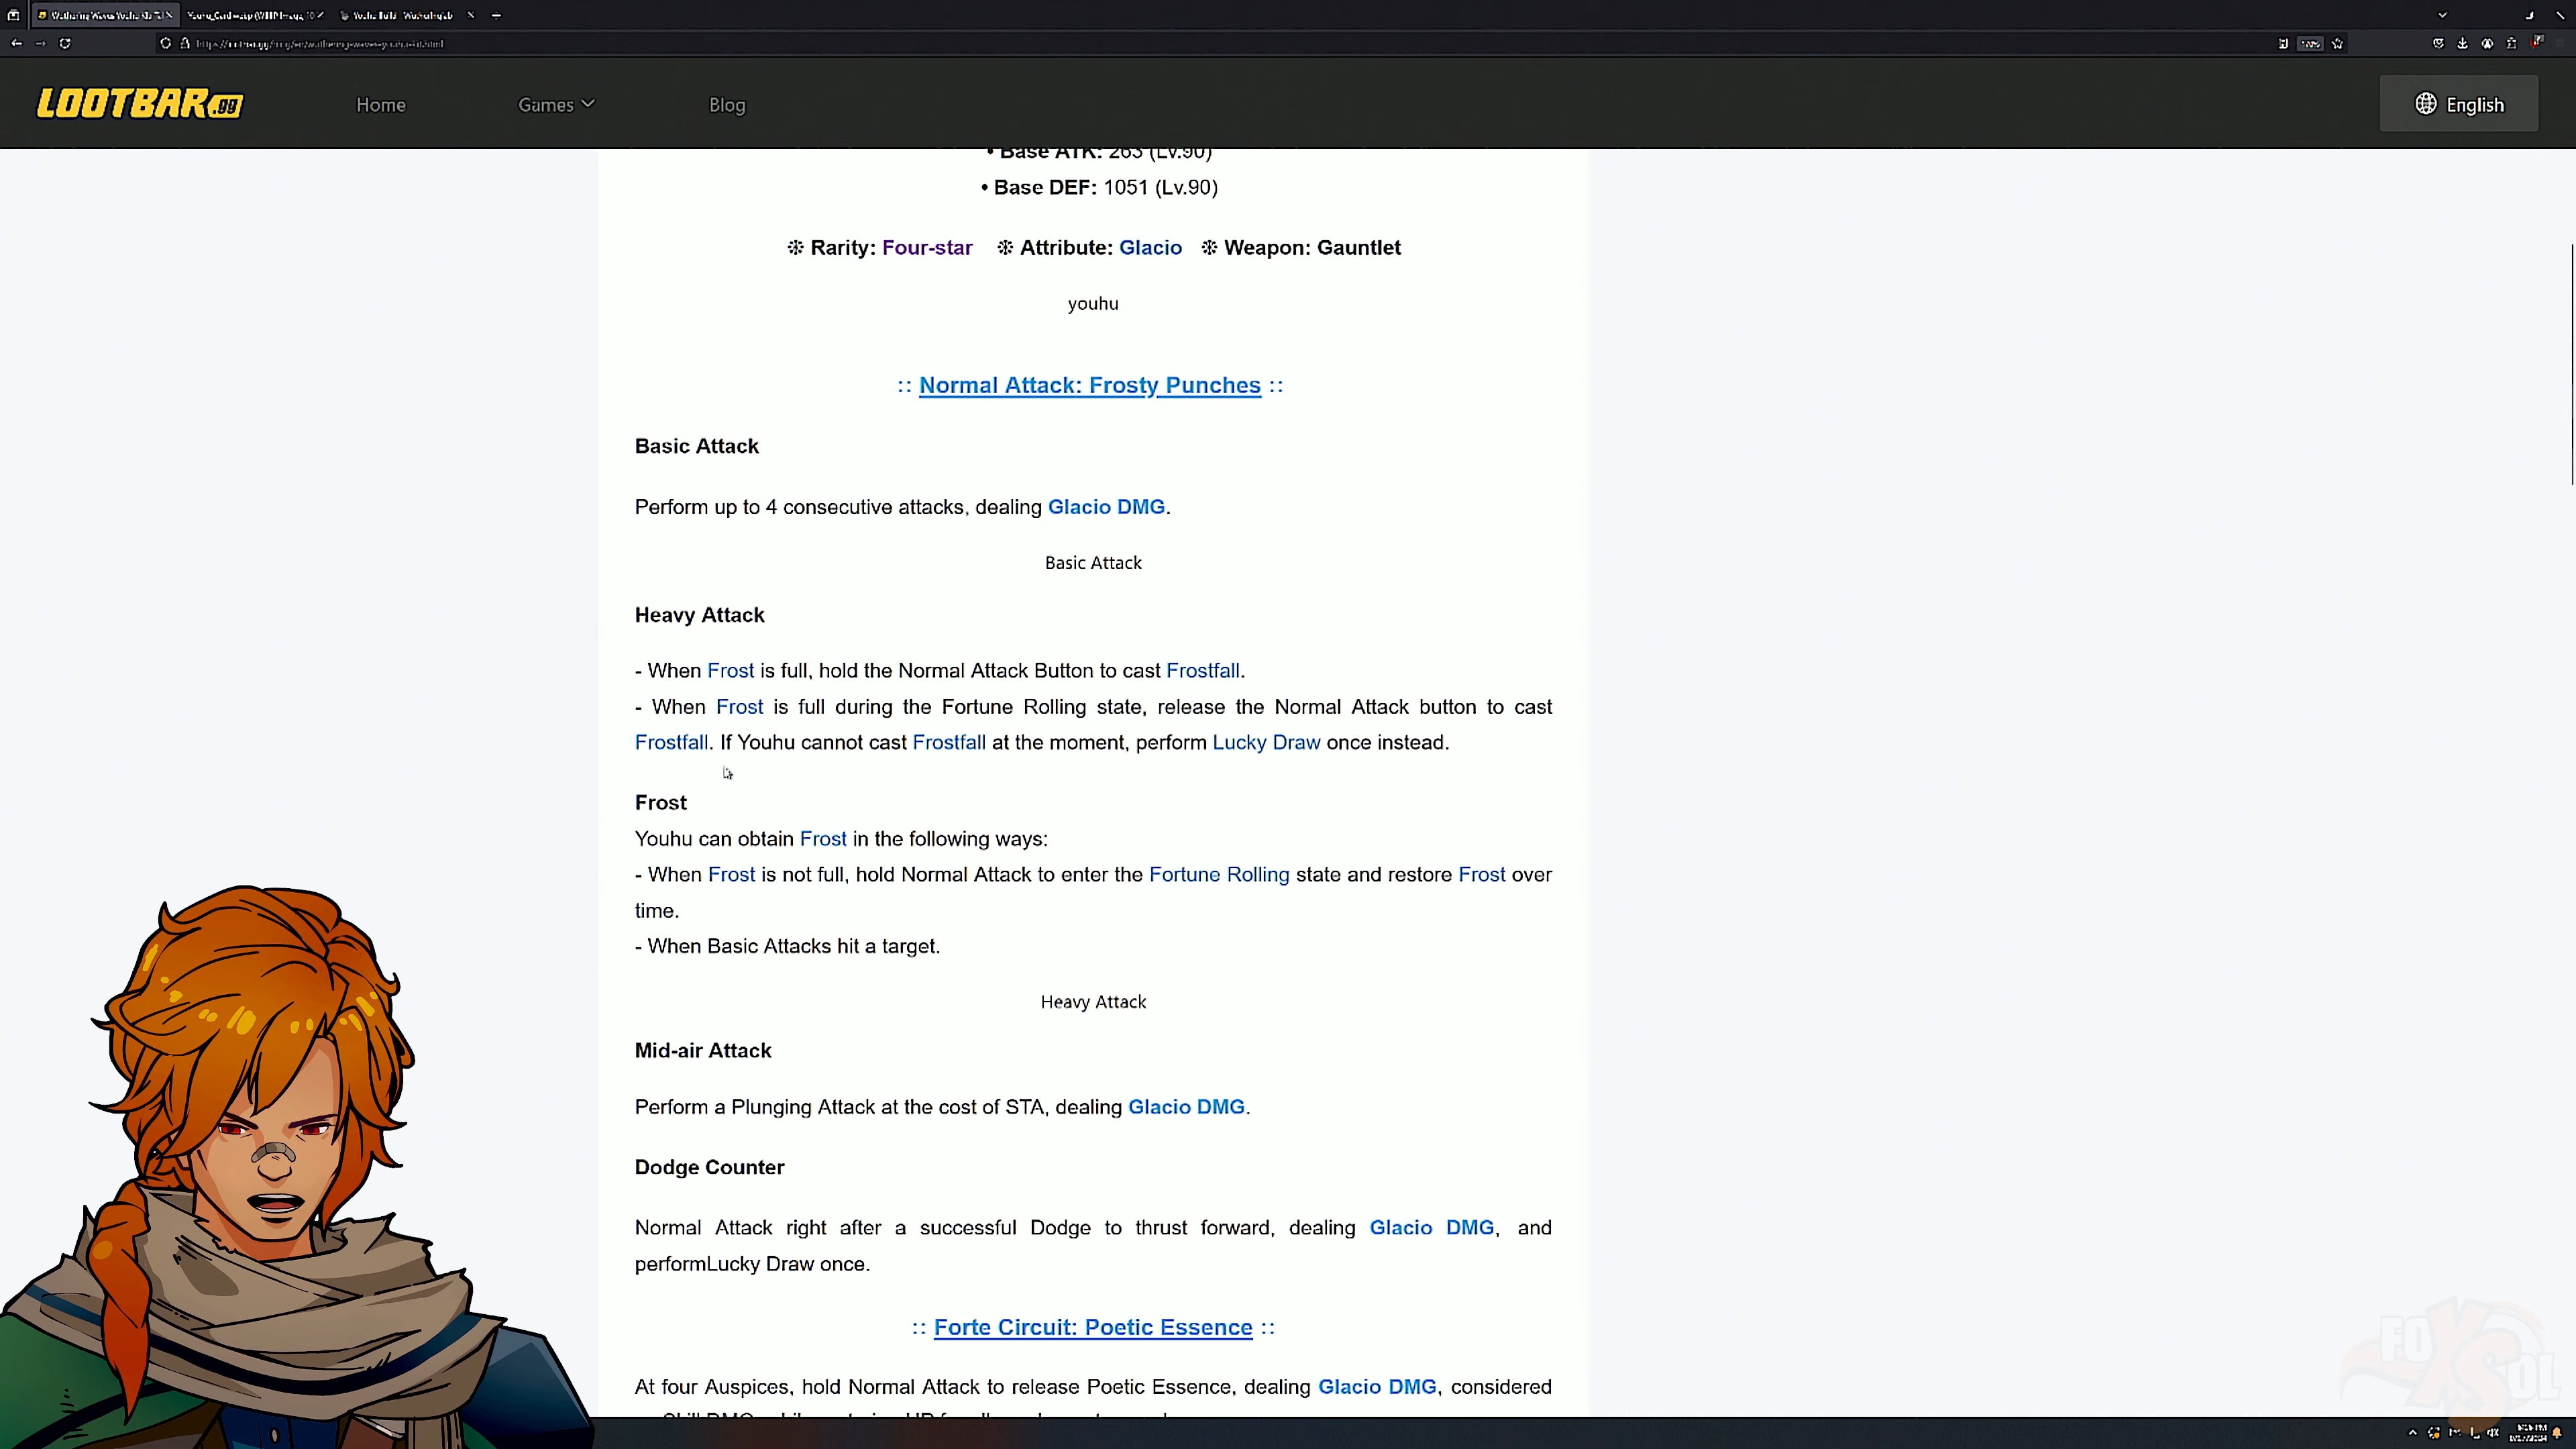 LOOTBAR.gg
Home
Games
Blog
English
• Base ATK: 263 (Lv.90)
• Base DEF: 1051 (Lv.90)
❊ Rarity: Four-star ❊ Attribute: Glacio ❊ Weapon: Gauntlet
youhu
:: Normal Attack: Frosty Punches ::
Basic Attack
Perform up to 4 consecutive attacks, dealing Glacio DMG.
Basic Attack
Heavy Attack
- When Frost is full, hold the Normal Attack Button to cast Frostfall.
- When Frost is full during the Fortune Rolling state, release the Normal Attack button to cast
Frostfall. If Youhu cannot cast Frostfall at the moment, perform Lucky Draw once instead.
Frost
Youhu can obtain Frost in the following ways:
- When Frost is not full, hold Normal Attack to enter the Fortune Rolling state and restore Frost over
time.
- When Basic Attacks hit a target.
Heavy Attack
Mid-air Attack
Perform a Plunging Attack at the cost of STA, dealing Glacio DMG.
Dodge Counter
Normal Attack right after a successful Dodge to thrust forward, dealing Glacio DMG, and
performLucky Draw once.
:: Forte Circuit: Poetic Essence ::
At four Auspices, hold Normal Attack to release Poetic Essence, dealing Glacio DMG, considered
FOXSOL